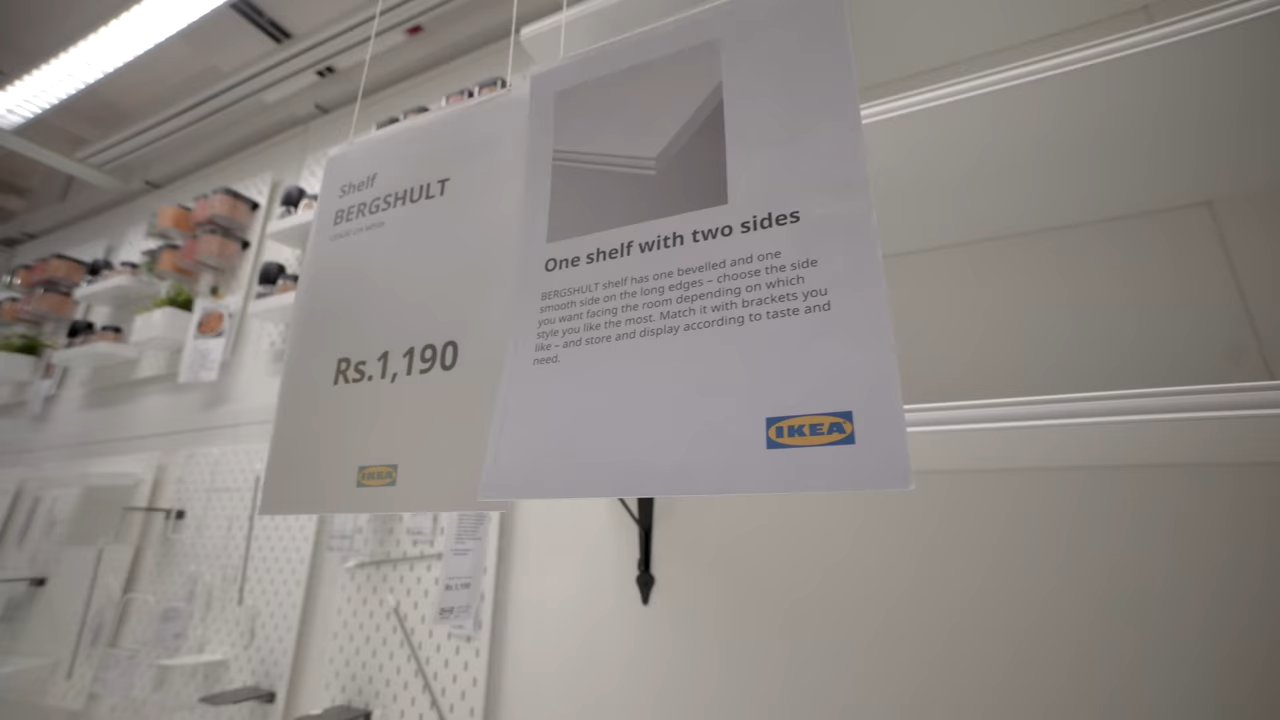 Shelf
BERGSHULT
Rs.1,190
IKEA
One shelf with two sides
BERGSHULT shelf has one bevelled and one
smooth side on the long edges – choose the side
you want facing the room depending on which
style you like the most. Match it with brackets you
like – and store and display according to taste and
need.
IKEA